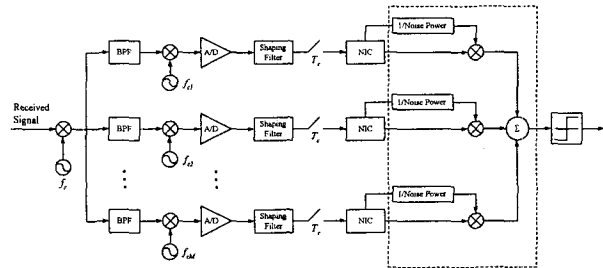 1/Noise Power
BPF
A/D
Shaping
Filter
NIC
f_c1
T_c
Received
Signal
1/Noise Power
BPF
A/D
Shaping
Filter
NIC
Σ
f_r
f_c2
T_c
1/Noise Power
BPF
A/D
Shaping
Filter
NIC
f_cM
T_c